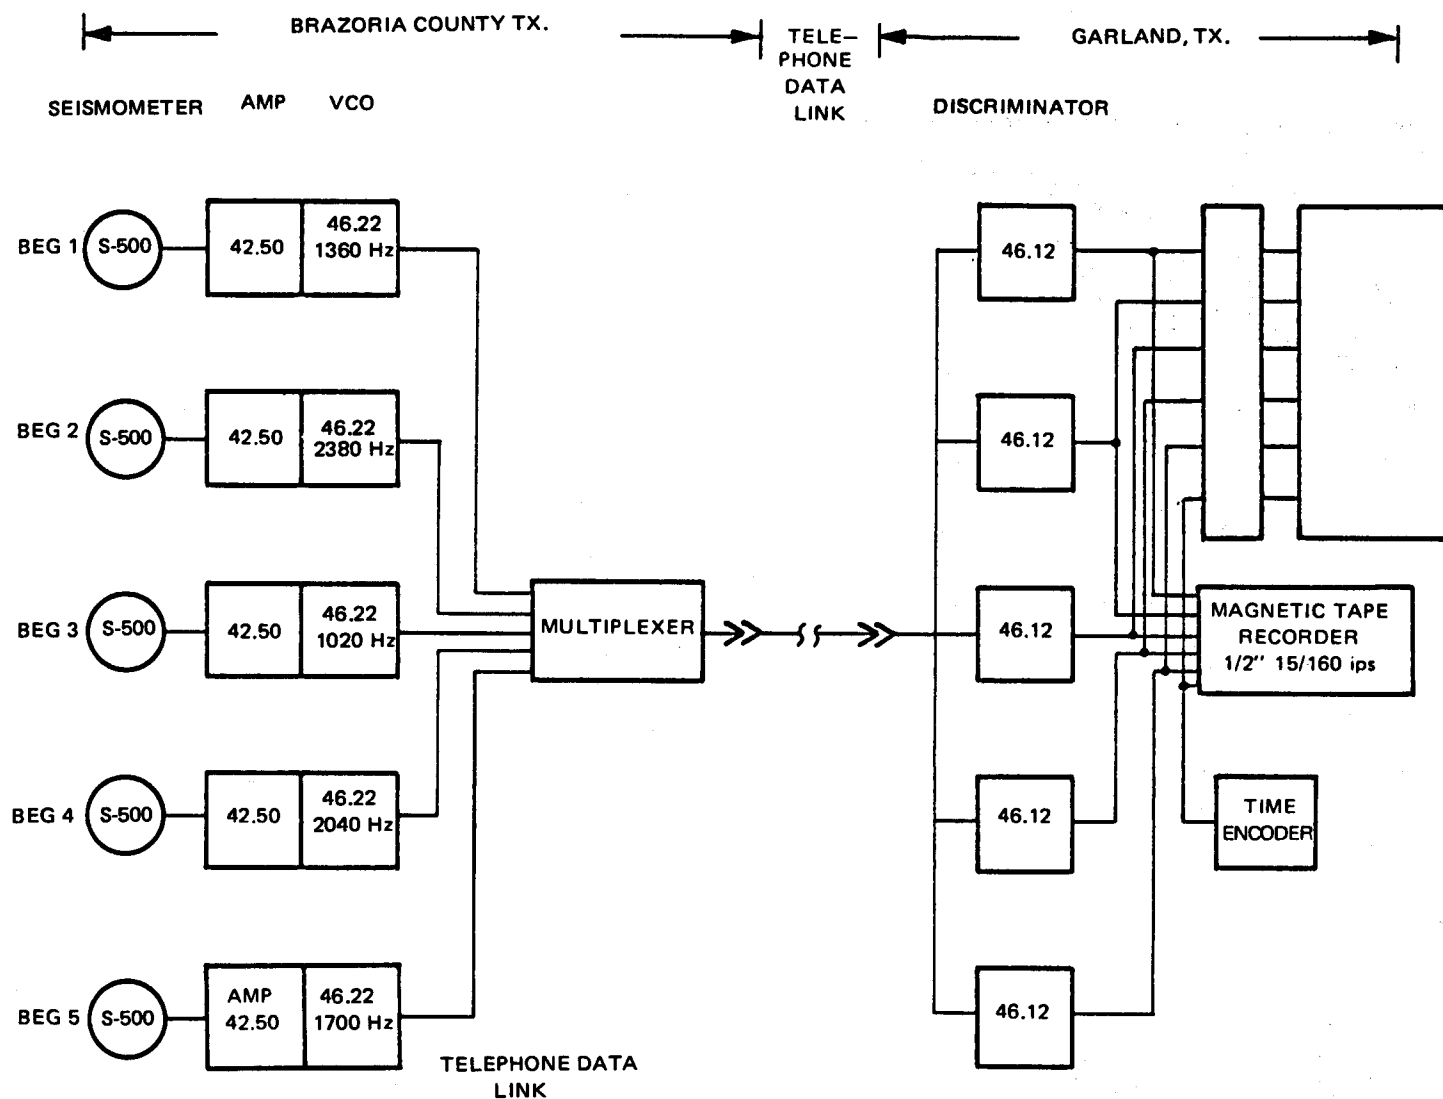 BRAZORIA COUNTY TX.
TELE–
PHONE
DATA
LINK
GARLAND, TX.
SEISMOMETER
AMP
VCO
DISCRIMINATOR
BEG 1
S-500
42.50
46.22
1360 Hz
46.12
BEG 2
S-500
42.50
46.22
2380 Hz
46.12
BEG 3
S-500
42.50
46.22
1020 Hz
MULTIPLEXER
46.12
MAGNETIC TAPE
RECORDER
1/2" 15/160 ips
BEG 4
S-500
42.50
46.22
2040 Hz
46.12
TIME
ENCODER
BEG 5
S-500
AMP
42.50
46.22
1700 Hz
46.12
TELEPHONE DATA
LINK